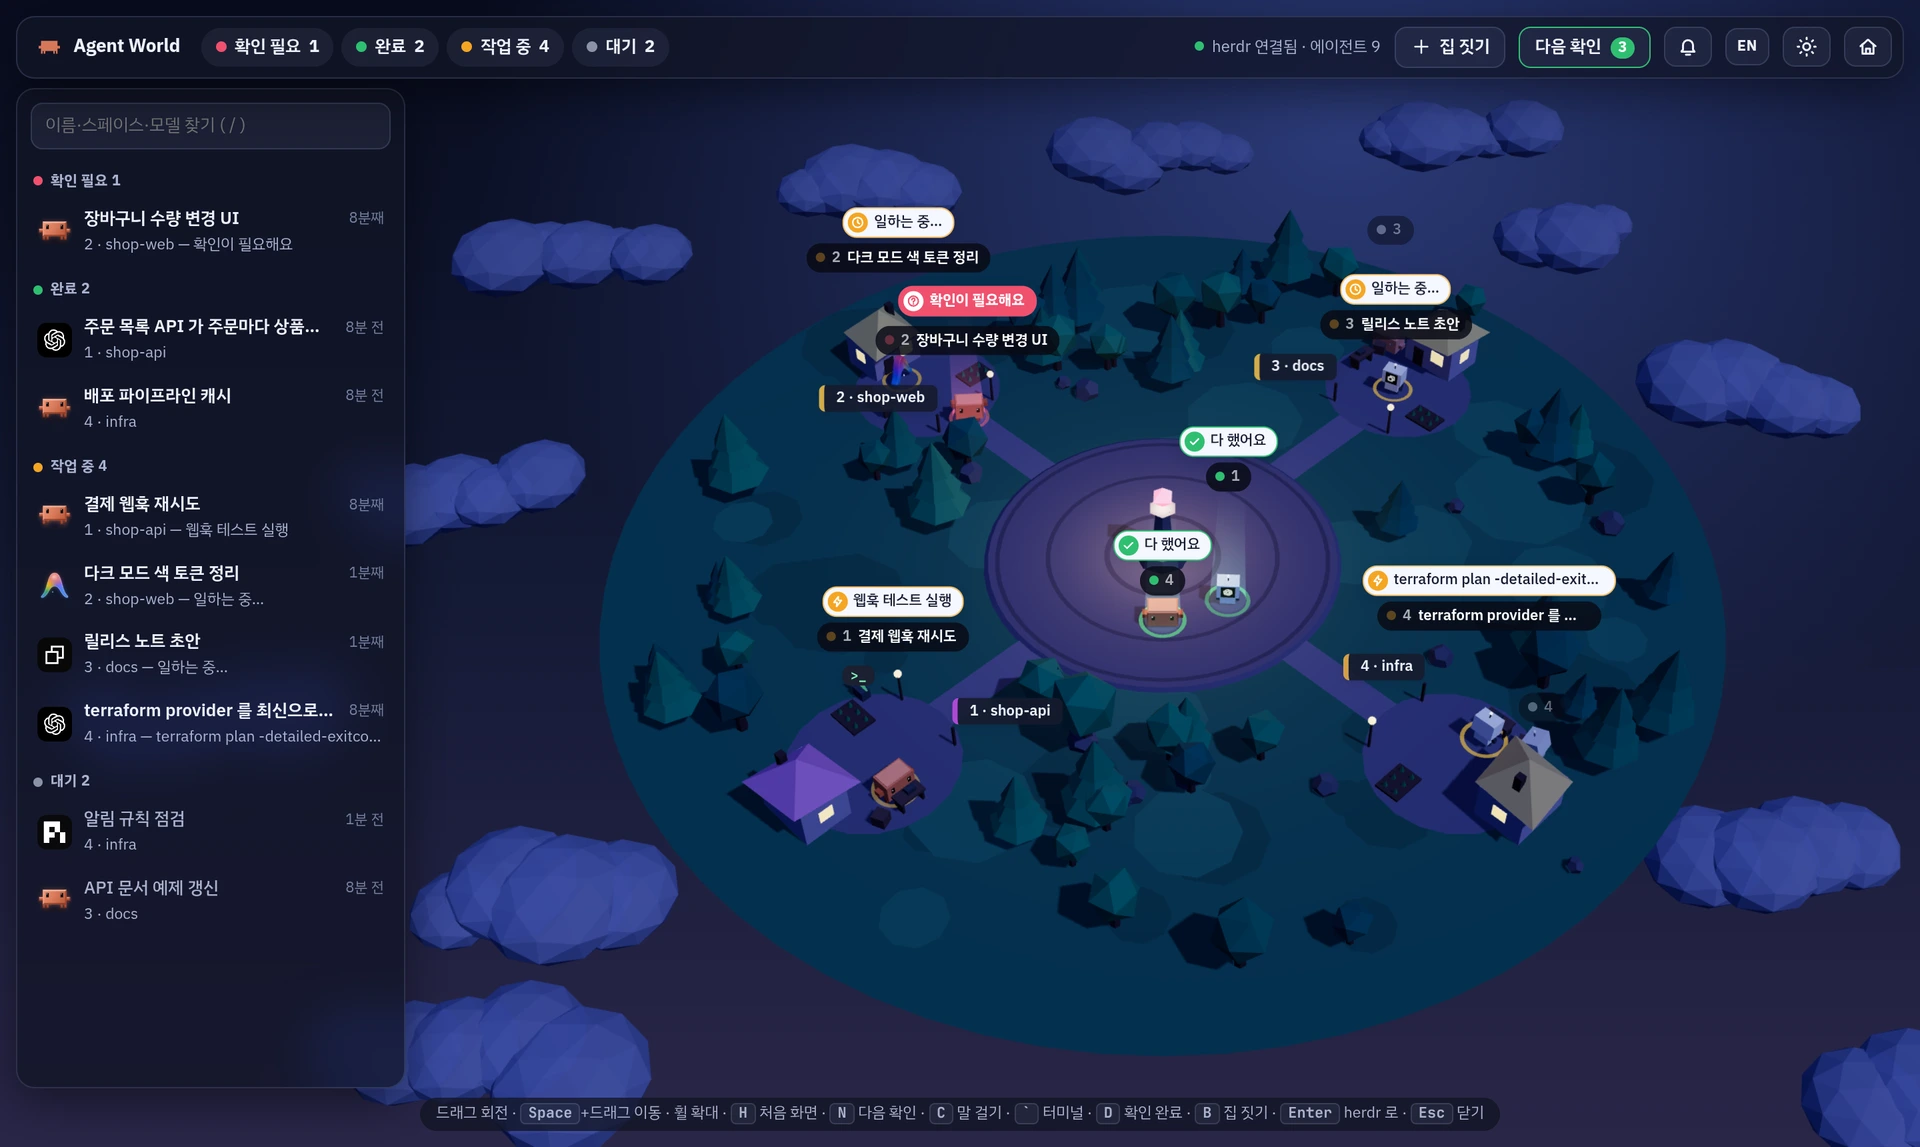 Agent World
확인 필요 1
완료 2
작업 중 4
대기 2
herdr 연결됨 · 에이전트 9
+ 집 짓기
다음 확인 3
EN
이름·스페이스·모델 찾기 ( / )
확인 필요 1
장바구니 수량 변경 UI 8분째
2 · shop-web — 확인이 필요해요
완료 2
주문 목록 API 가 주문마다 상품... 8분 전
1 · shop-api
배포 파이프라인 캐시 8분 전
4 · infra
작업 중 4
결제 웹훅 재시도 8분째
1 · shop-api — 웹훅 테스트 실행
다크 모드 색 토큰 정리 1분째
2 · shop-web — 일하는 중...
릴리스 노트 초안 1분째
3 · docs — 일하는 중...
terraform provider 를 최신으로... 8분째
4 · infra — terraform plan -detailed-exitco...
대기 2
알림 규칙 점검 1분 전
4 · infra
API 문서 예제 갱신 8분 전
3 · docs
일하는 중...
2 다크 모드 색 토큰 정리
확인이 필요해요
2 장바구니 수량 변경 UI
2 · shop-web
3
일하는 중...
3 릴리스 노트 초안
3 · docs
다 했어요
1
다 했어요
4
웹훅 테스트 실행
1 결제 웹훅 재시도
>_
1 · shop-api
terraform plan -detailed-exit...
4 terraform provider 를 ...
4 · infra
4
드래그 회전 · Space +드래그 이동 · 휠 확대 · H 처음 화면 · N 다음 확인 · C 말 걸기 · ` 터미널 · D 확인 완료 · B 집 짓기 · Enter herdr 로 · Esc 닫기